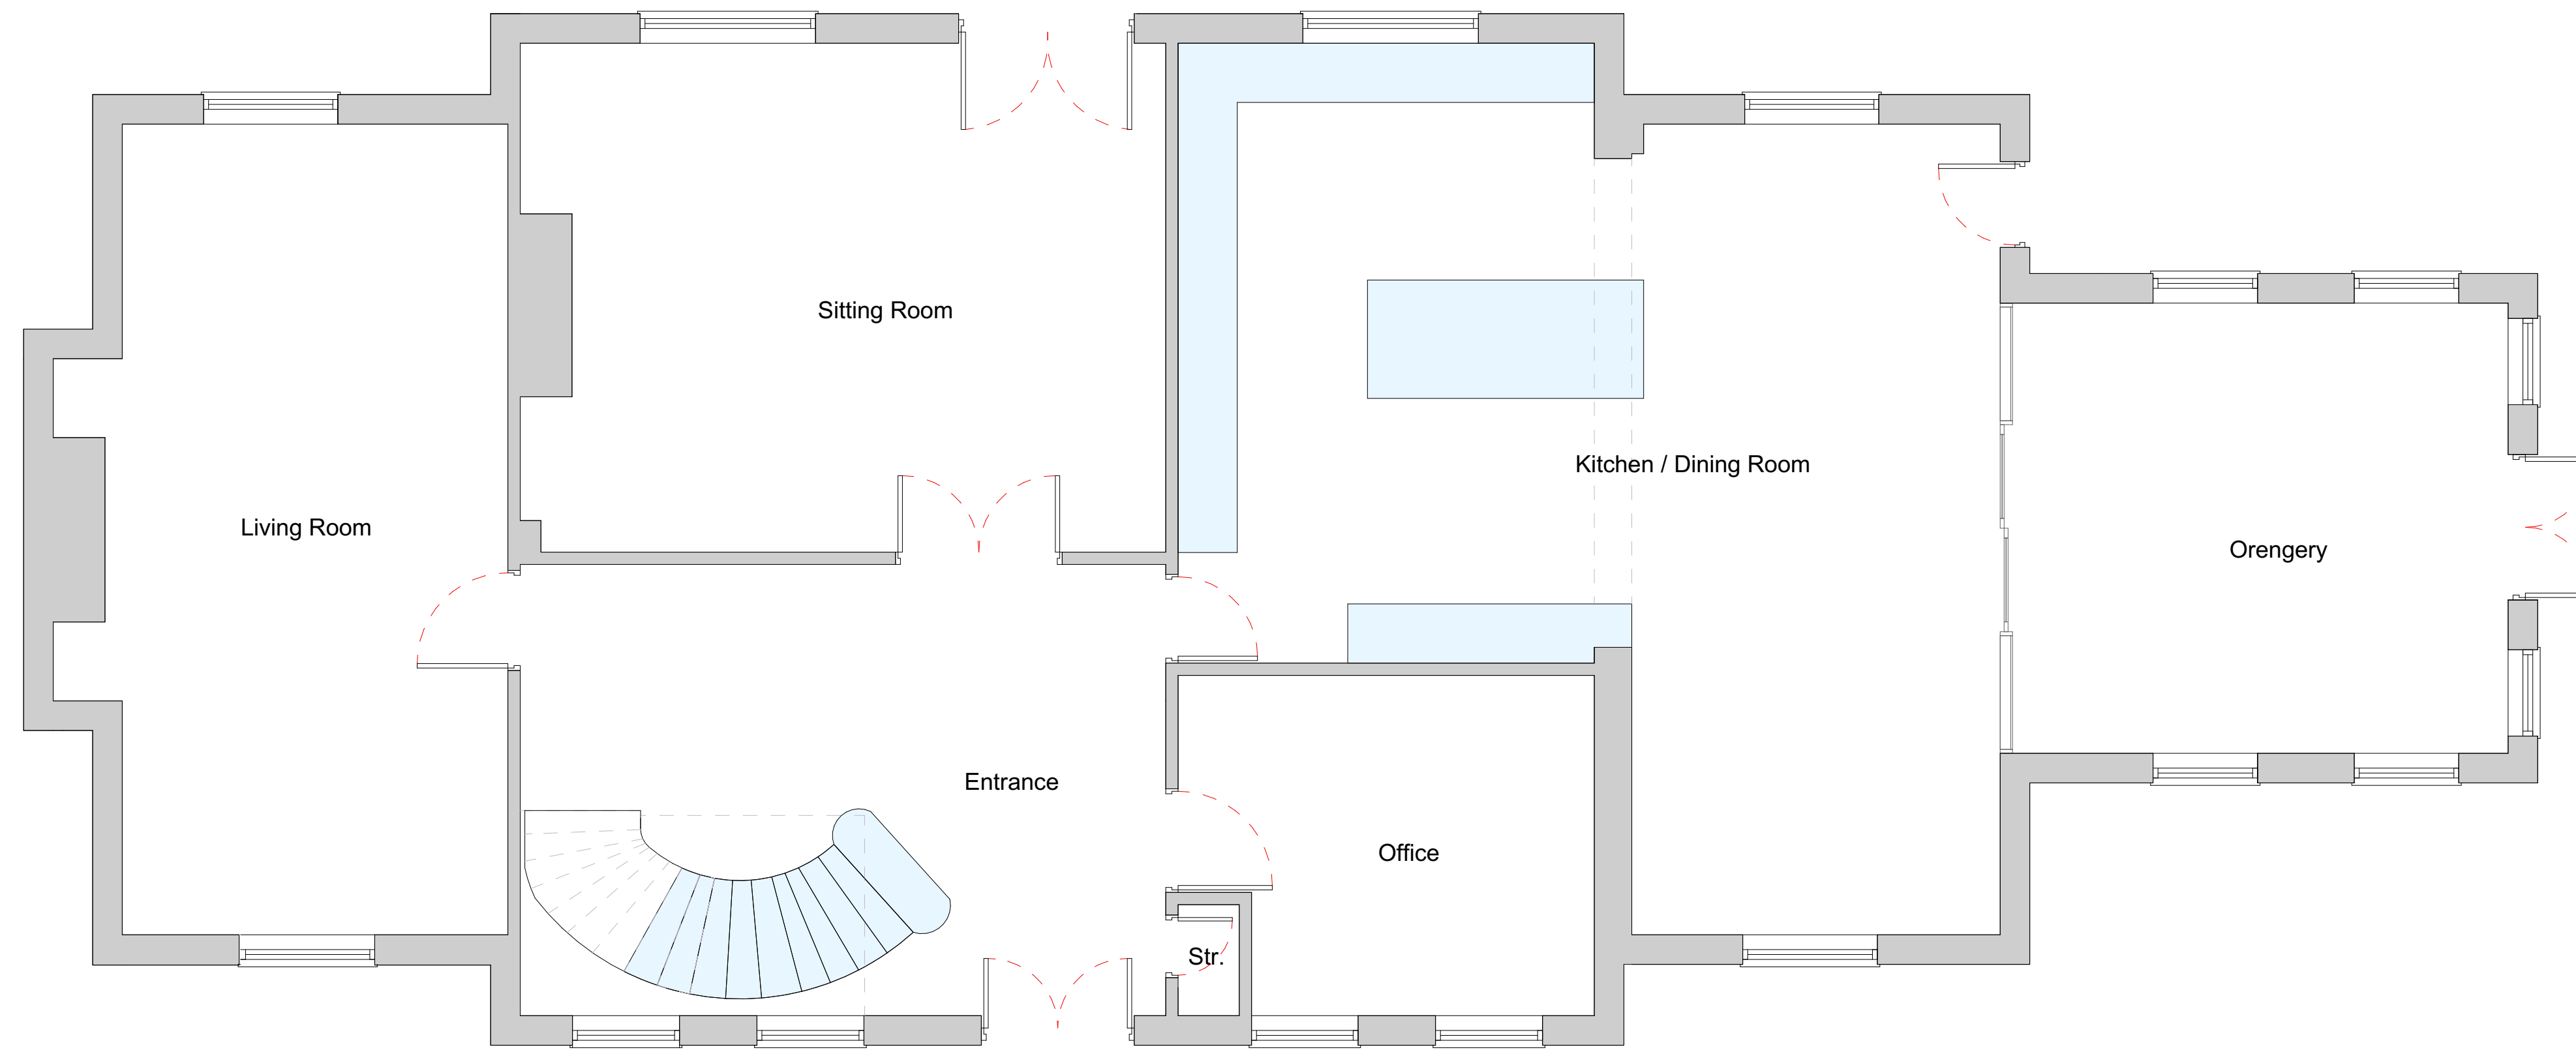 Sitting Room
Kitchen / Dining Room
Living Room
Orengery
Entrance
Office
Str.